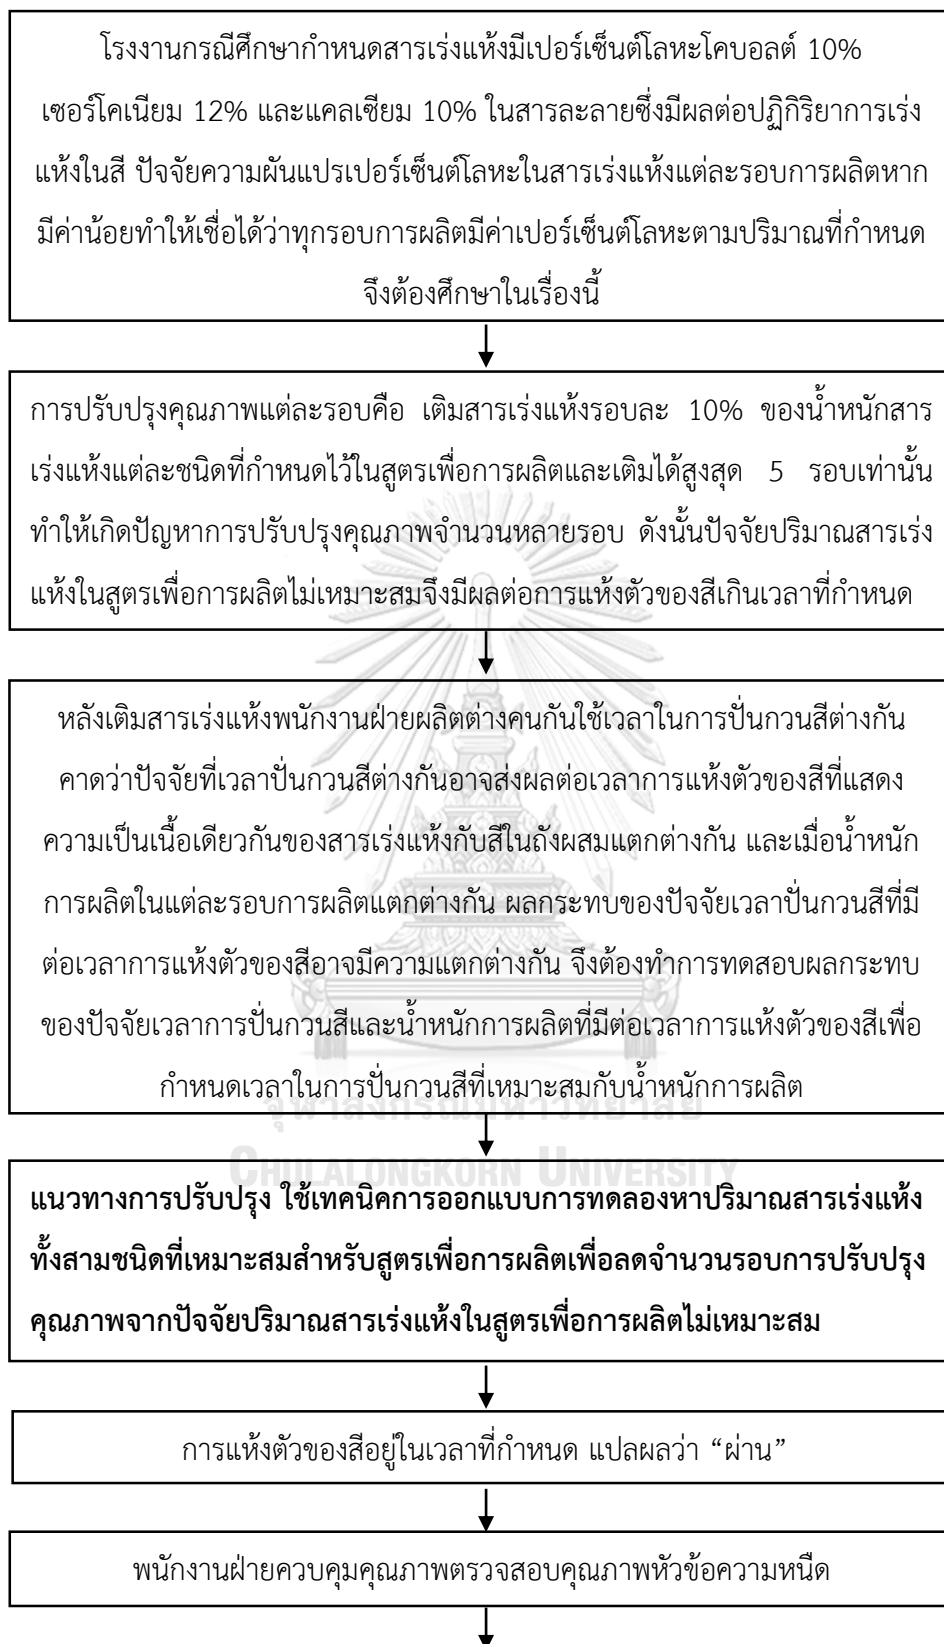 โรงงานกรณีศึกษากำหนดสารเร่งแห้งมีเปอร์เซ็นต์โลหะโคบอลต์ 10%
เซอร์โคเนียม 12% และแคลเซียม 10% ในสารละลายซึ่งมีผลต่อปฏิกิริยาการเร่ง
แห้งในสี ปัจจัยความผันแปรเปอร์เซ็นต์โลหะในสารเร่งแห้งแต่ละรอบการผลิตหาก
มีค่าน้อยทำให้เชื่อได้ว่าทุกรอบการผลิตมีค่าเปอร์เซ็นต์โลหะตามปริมาณที่กำหนด
จึงต้องศึกษาในเรื่องนี้
การปรับปรุงคุณภาพแต่ละรอบคือ เติมสารเร่งแห้งรอบละ 10% ของน้ำหนักสาร
เร่งแห้งแต่ละชนิดที่กำหนดไว้ในสูตรเพื่อการผลิตและเติมได้สูงสุด 5 รอบเท่านั้น
ทำให้เกิดปัญหาการปรับปรุงคุณภาพจำนวนหลายรอบ ดังนั้นปัจจัยปริมาณสารเร่ง
แห้งในสูตรเพื่อการผลิตไม่เหมาะสมจึงมีผลต่อการแห้งตัวของสีเกินเวลาที่กำหนด
หลังเติมสารเร่งแห้งพนักงานฝ่ายผลิตต่างคนกันใช้เวลาในการปั่นกวนสีต่างกัน
คาดว่าปัจจัยที่เวลาปั่นกวนสีต่างกันอาจส่งผลต่อเวลาการแห้งตัวของสีที่แสดง
ความเป็นเนื้อเดียวกันของสารเร่งแห้งกับสีในถังผสมแตกต่างกัน และเมื่อน้ำหนัก
การผลิตในแต่ละรอบการผลิตแตกต่างกัน ผลกระทบของปัจจัยเวลาปั่นกวนสีที่มี
ต่อเวลาการแห้งตัวของสีอาจมีความแตกต่างกัน จึงต้องทำการทดสอบผลกระทบ
ของปัจจัยเวลาการปั่นกวนสีและน้ำหนักการผลิตที่มีต่อเวลาการแห้งตัวของสีเพื่อ
กำหนดเวลาในการปั่นกวนสีที่เหมาะสมกับน้ำหนักการผลิต
จุฬาลงกรณ์มหาวิทยาลัย
CHULALONGKORN UNIVERSITY
แนวทางการปรับปรุง ใช้เทคนิคการออกแบบการทดลองหาปริมาณสารเร่งแห้ง
ทั้งสามชนิดที่เหมาะสมสำหรับสูตรเพื่อการผลิตเพื่อลดจำนวนรอบการปรับปรุง
คุณภาพจากปัจจัยปริมาณสารเร่งแห้งในสูตรเพื่อการผลิตไม่เหมาะสม
การแห้งตัวของสีอยู่ในเวลาที่กำหนด แปลผลว่า “ผ่าน”
พนักงานฝ่ายควบคุมคุณภาพตรวจสอบคุณภาพหัวข้อความหนืด